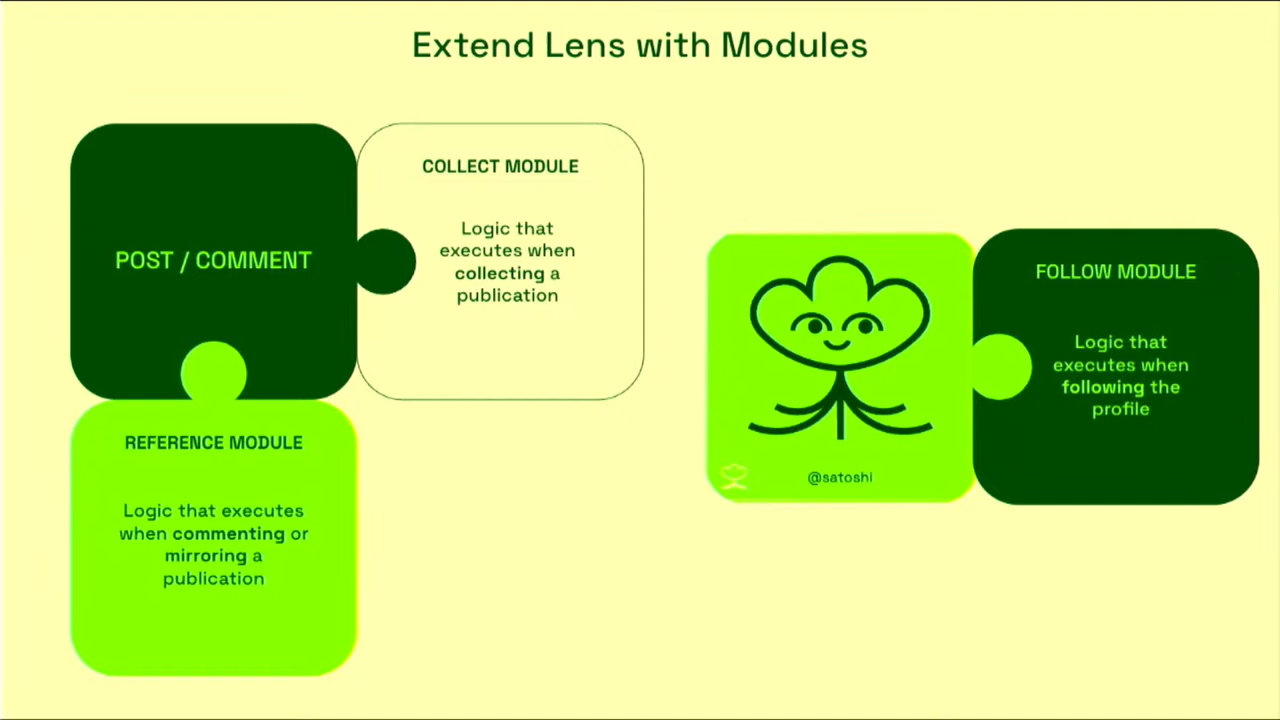 Extend Lens with Modules
POST / COMMENT
COLLECT MODULE
Logic that
executes when
collecting a
publication
REFERENCE MODULE
Logic that executes
when commenting or
mirroring a
publication
@satoshi
FOLLOW MODULE
Logic that
executes when
following the
profile